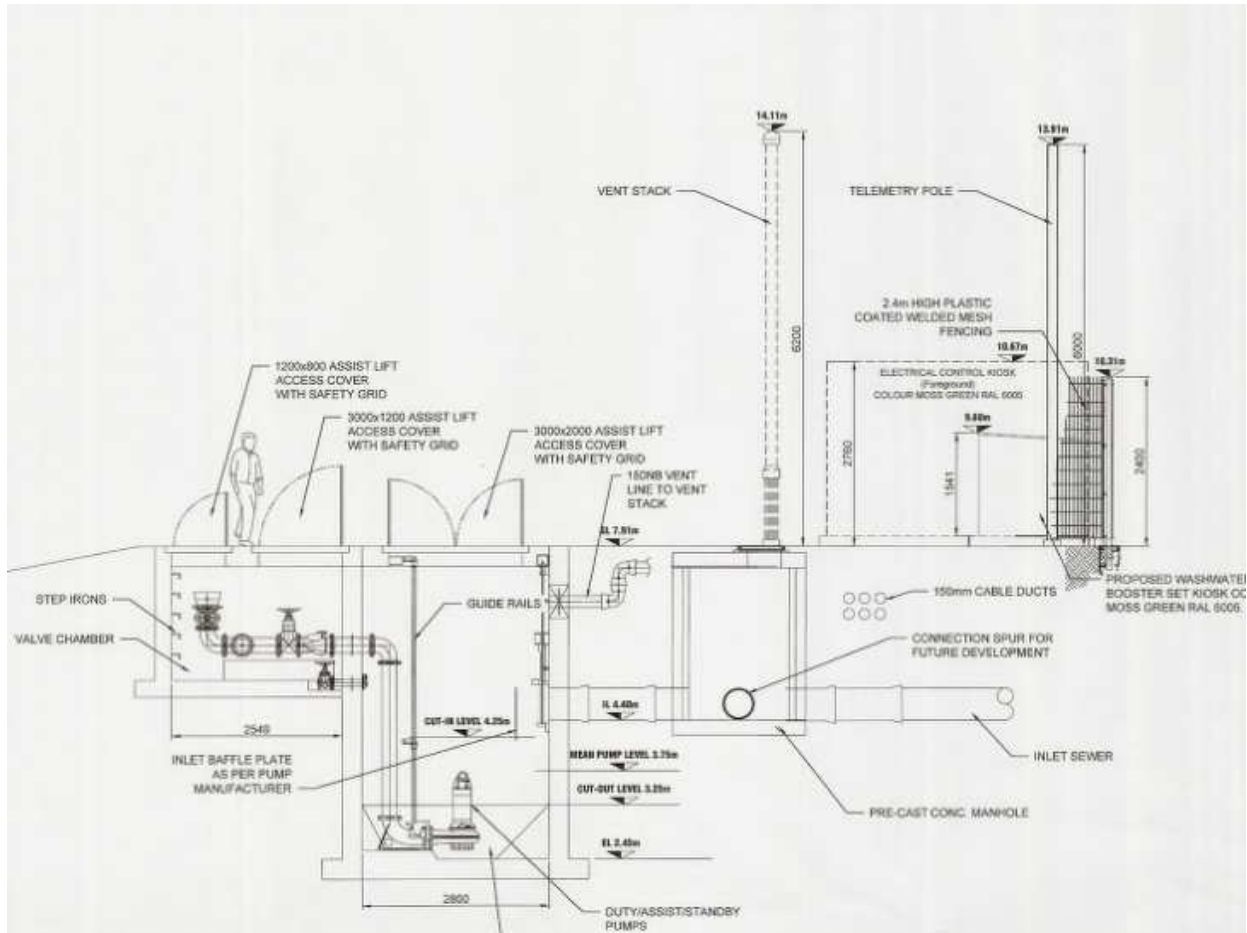 14.11m
13.91m
VENT STACK
TELEMETRY POLE
6200
6000
2.4m HIGH PLASTIC
COATED WELDED MESH
FENCING
10.67m
10.31m
ELECTRICAL CONTROL KIOSK
(Foreground)
COLOUR MOSS GREEN RAL 6005
1200x800 ASSIST LIFT
ACCESS COVER
WITH SAFETY GRID
3000x1200 ASSIST LIFT
ACCESS COVER
WITH SAFETY GRID
3000x2000 ASSIST LIFT
ACCESS COVER
WITH SAFETY GRID
2760
1541
2400
150NB VENT
LINE TO VENT
STACK
7.91m
STEP IRONS
VALVE CHAMBER
GUIDE RAILS
150mm CABLE DUCTS
PROPOSED WASHWATER
BOOSTER SET KIOSK CO
MOSS GREEN RAL 6005
CONNECTION SPUR FOR
FUTURE DEVELOPMENT
IL 4.40m
2540
CUT-IN LEVEL 4.25m
INLET BAFFLE PLATE
AS PER PUMP
MANUFACTURER
MEAN PUMP LEVEL 3.75m
CUT-OUT LEVEL 3.25m
INLET SEWER
PRE-CAST CONC. MANHOLE
2.45m
2800
DUTY/ASSIST/STANDBY
PUMPS